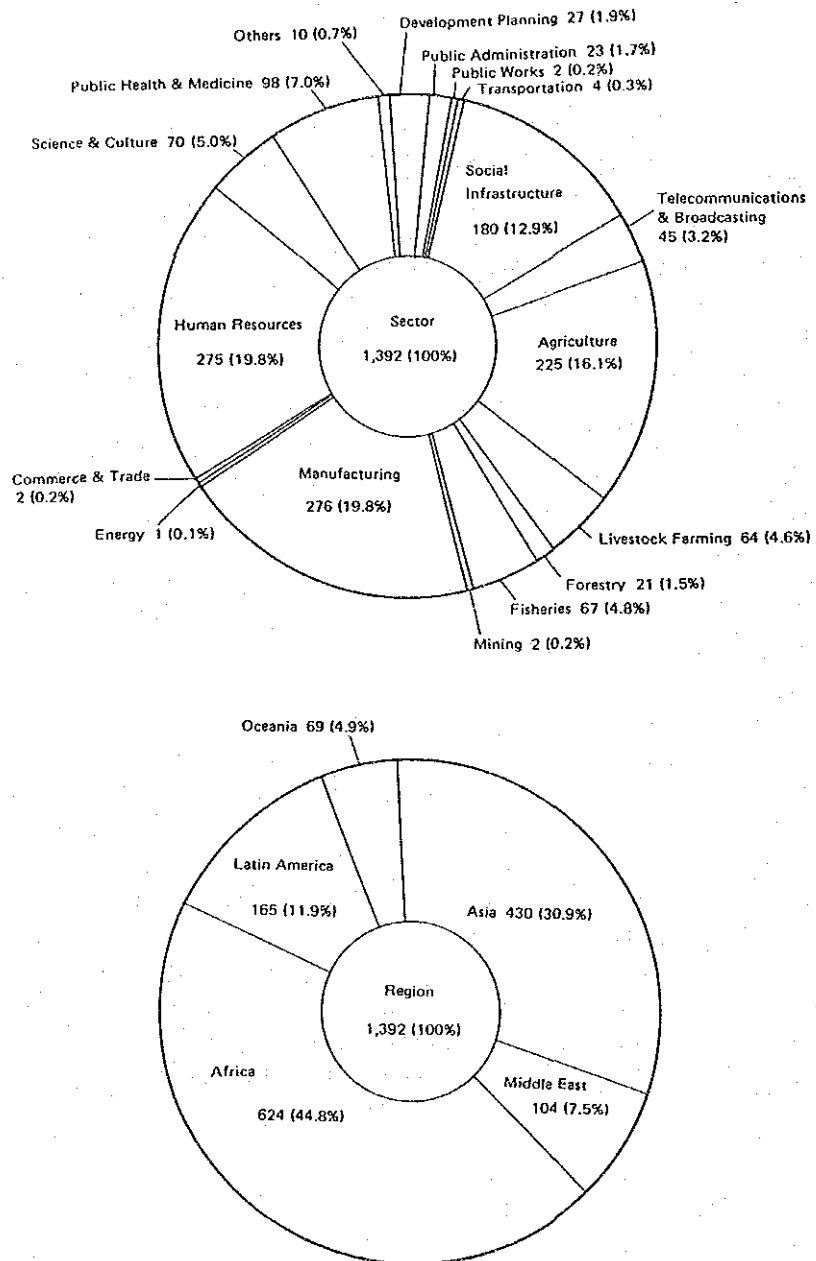 Development Planning 27 (1.9%)
Others 10 (0.7%)
Public Administration 23 (1.7%)
Public Works 2 (0.2%)
Public Health & Medicine 98 (7.0%)
Transportation 4 (0.3%)
Science & Culture 70 (5.0%)
Social
Infrastructure
180 (12.9%)
Telecommunications
& Broadcasting
45 (3.2%)
Human Resources
275 (19.8%)
Sector
1,392 (100%)
Agriculture
225 (16.1%)
Commerce & Trade
2 (0.2%)
Manufacturing
276 (19.8%)
Energy 1 (0.1%)
Livestock Farming 64 (4.6%)
Forestry 21 (1.5%)
Fisheries 67 (4.8%)
Mining 2 (0.2%)
Oceania 69 (4.9%)
Latin America
165 (11.9%)
Asia 430 (30.9%)
Region
1,392 (100%)
Africa
624 (44.8%)
Middle East
104 (7.5%)